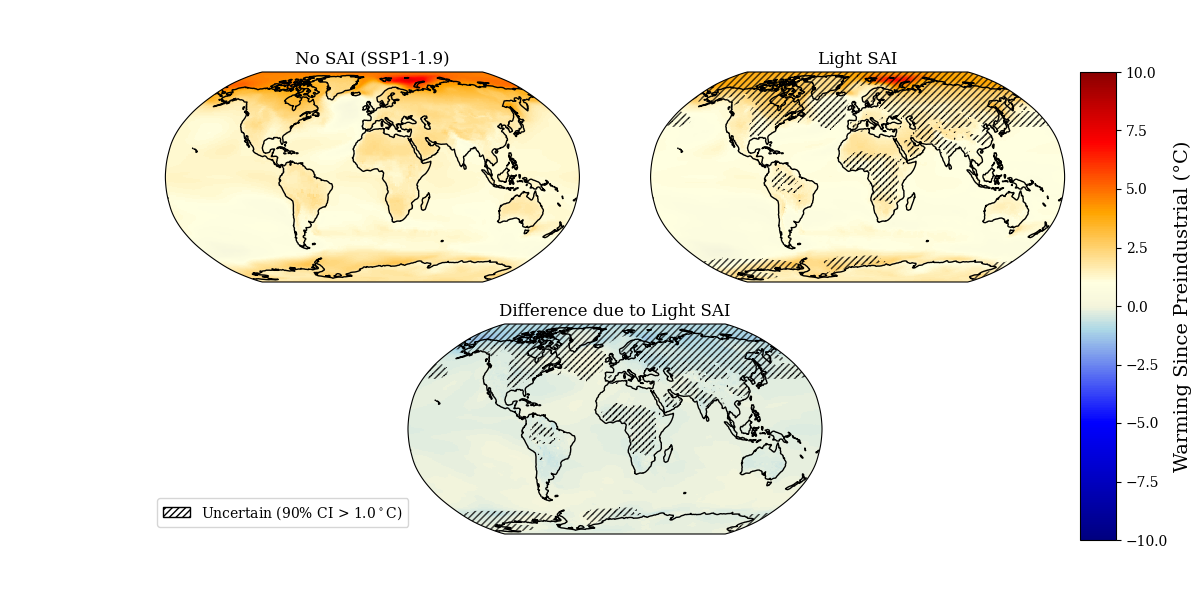 No SAI (SSP1-1.9)
Light SAI
Difference due to Light SAI
Uncertain (90% CI > 1.0°C)
10.0
7.5
5.0
2.5
0.0
−2.5
−5.0
−7.5
−10.0
Warming Since Preindustrial (°C)